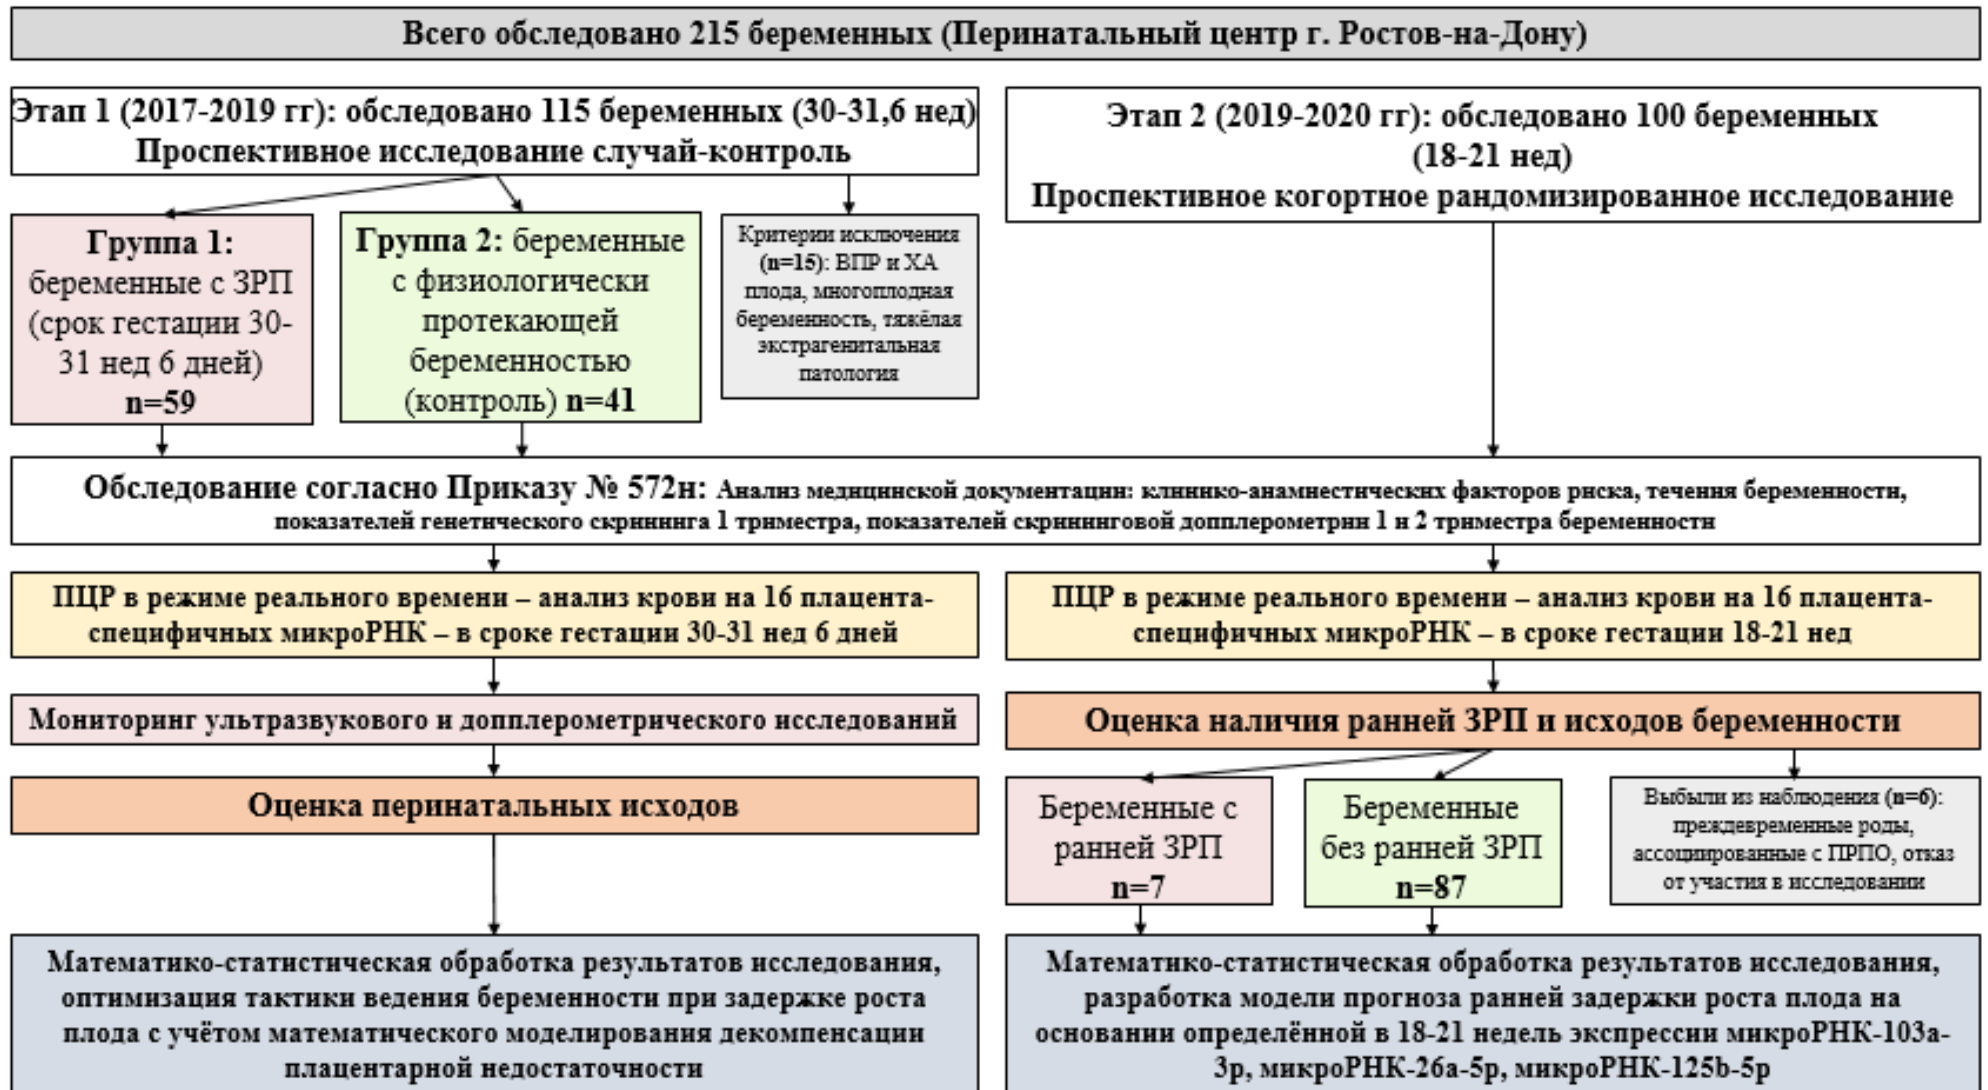 Всего обследовано 215 беременных (Перинатальный центр г. Ростов-на-Дону)
Этап 1 (2017-2019 гг): обследовано 115 беременных (30-31,6 нед)
Проспективное исследование случай-контроль
Этап 2 (2019-2020 гг): обследовано 100 беременных
(18-21 нед)
Проспективное когортное рандомизированное исследование
Группа 1:
беременные с ЗРП
(срок гестации 30-
31 нед 6 дней)
n=59
Группа 2: беременные
с физиологически
протекающей
беременностью
(контроль) n=41
Критерии исключения
(n=15): ВПР и ХА
плода, многоплодная
беременность, тяжёлая
экстрагенитальная
патология
Обследование согласно Приказу № 572н: Анализ медицинской документации: клинико-анамнестических факторов риска, течения беременности,
показателей генетического скрининга 1 триместра, показателей скрининговой допплерометрии 1 и 2 триместра беременности
ПЦР в режиме реального времени – анализ крови на 16 плацента-
специфичных микроРНК – в сроке гестации 30-31 нед 6 дней
ПЦР в режиме реального времени – анализ крови на 16 плацента-
специфичных микроРНК – в сроке гестации 18-21 нед
Мониторинг ультразвукового и допплерометрического исследований
Оценка наличия ранней ЗРП и исходов беременности
Оценка перинатальных исходов
Беременные с
ранней ЗРП
n=7
Беременные
без ранней ЗРП
n=87
Выбыли из наблюдения (n=6):
преждевременные роды,
ассоциированные с ПРПО, отказ
от участия в исследовании
Математико-статистическая обработка результатов исследования,
оптимизация тактики ведения беременности при задержке роста
плода с учётом математического моделирования декомпенсации
плацентарной недостаточности
Математико-статистическая обработка результатов исследования,
разработка модели прогноза ранней задержки роста плода на
основании определённой в 18-21 недель экспрессии микроРНК-103a-
3p, микроРНК-26a-5p, микроРНК-125b-5p